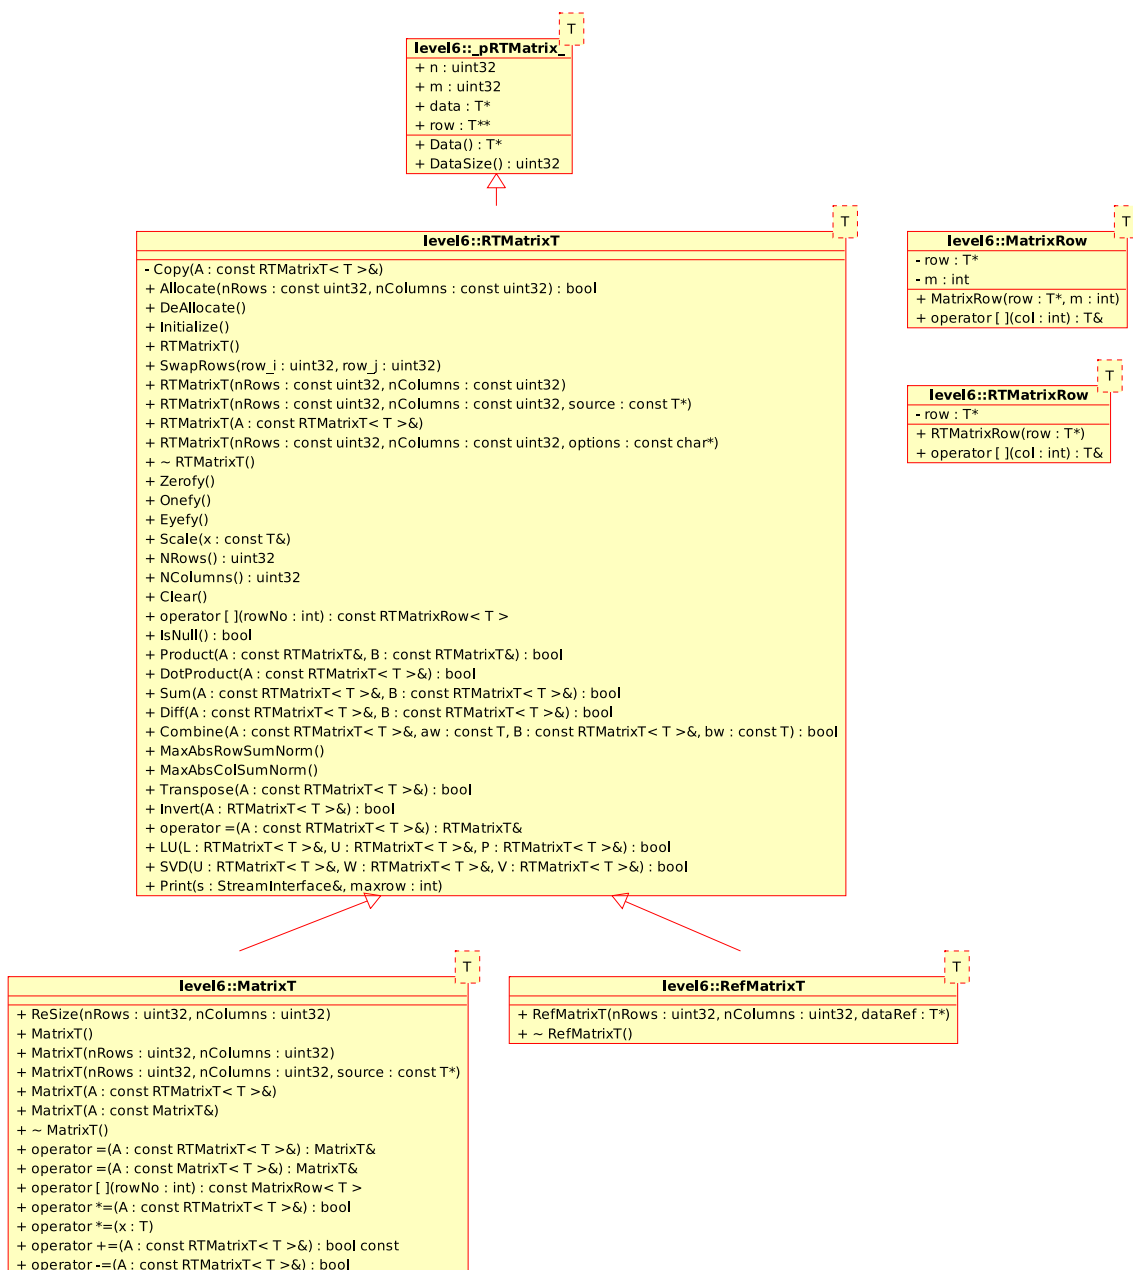 T
level6::_pRTMatrix_
+ n : uint32
+ m : uint32
+ data : T*
+ row : T**
+ Data() : T*
+ DataSize() : uint32
T
level6::RTMatrixT
- Copy(A : const RTMatrixT< T >&)
+ Allocate(nRows : const uint32, nColumns : const uint32) : bool
+ DeAllocate()
+ Initialize()
+ RTMatrixT()
+ SwapRows(row_i : uint32, row_j : uint32)
+ RTMatrixT(nRows : const uint32, nColumns : const uint32)
+ RTMatrixT(nRows : const uint32, nColumns : const uint32, source : const T*)
+ RTMatrixT(A : const RTMatrixT< T >&)
+ RTMatrixT(nRows : const uint32, nColumns : const uint32, options : const char*)
+ ~ RTMatrixT()
+ Zerofy()
+ Onefy()
+ Eyefy()
+ Scale(x : const T&)
+ NRows() : uint32
+ NColumns() : uint32
+ Clear()
+ operator [ ](rowNo : int) : const RTMatrixRow< T >
+ IsNull() : bool
+ Product(A : const RTMatrixT&, B : const RTMatrixT&) : bool
+ DotProduct(A : const RTMatrixT< T >&) : bool
+ Sum(A : const RTMatrixT< T >&, B : const RTMatrixT< T >&) : bool
+ Diff(A : const RTMatrixT< T >&, B : const RTMatrixT< T >&) : bool
+ Combine(A : const RTMatrixT< T >&, aw : const T, B : const RTMatrixT< T >&, bw : const T) : bool
+ MaxAbsRowSumNorm()
+ MaxAbsColSumNorm()
+ Transpose(A : const RTMatrixT< T >&) : bool
+ Invert(A : RTMatrixT< T >&) : bool
+ operator =(A : const RTMatrixT< T >&) : RTMatrixT&
+ LU(L : RTMatrixT< T >&, U : RTMatrixT< T >&, P : RTMatrixT< T >&) : bool
+ SVD(U : RTMatrixT< T >&, W : RTMatrixT< T >&, V : RTMatrixT< T >&) : bool
+ Print(s : StreamInterface&, maxrow : int)
T
level6::MatrixRow
- row : T*
- m : int
+ MatrixRow(row : T*, m : int)
+ operator [ ](col : int) : T&
T
level6::RTMatrixRow
- row : T*
+ RTMatrixRow(row : T*)
+ operator [ ](col : int) : T&
T
level6::MatrixT
+ ReSize(nRows : uint32, nColumns : uint32)
+ MatrixT()
+ MatrixT(nRows : uint32, nColumns : uint32)
+ MatrixT(nRows : uint32, nColumns : uint32, source : const T*)
+ MatrixT(A : const RTMatrixT< T >&)
+ MatrixT(A : const MatrixT&)
+ ~ MatrixT()
+ operator =(A : const RTMatrixT< T >&) : MatrixT&
+ operator =(A : const MatrixT< T >&) : MatrixT&
+ operator [ ](rowNo : int) : const MatrixRow< T >
+ operator *=(A : const RTMatrixT< T >&) : bool
+ operator *=(x : T)
+ operator +=(A : const RTMatrixT< T >&) : bool const
+ operator -=(A : const RTMatrixT< T >&) : bool
T
level6::RefMatrixT
+ RefMatrixT(nRows : uint32, nColumns : uint32, dataRef : T*)
+ ~ RefMatrixT()